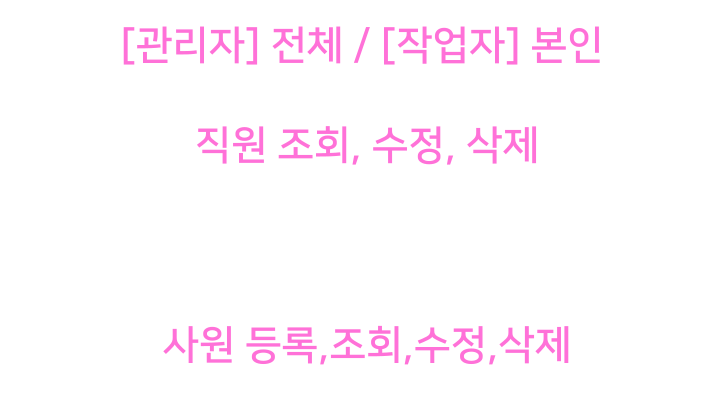 [관리자] 전체 / [작업자] 본인
직원 조회, 수정, 삭제
사원 등록,조회,수정,삭제